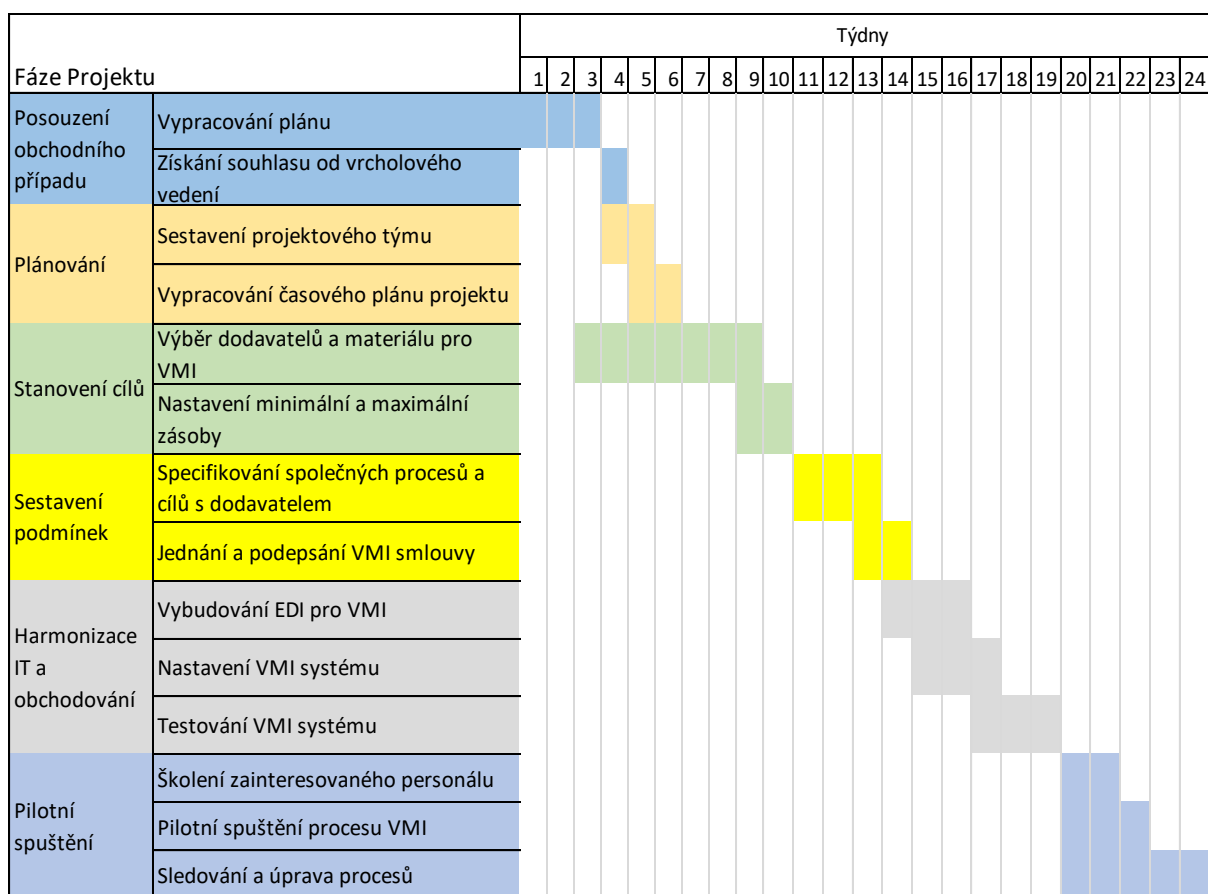 Týdny
Fáze Projektu
1 2 3 4 5 6 7 8 9 10 11 12 13 14 15 16 17 18 19 20 21 22 23 24
Posouzení
obchodního
případu
Vypracování plánu
Získání souhlasu od vrcholového
vedení
Plánování
Sestavení projektového týmu
Vypracování časového plánu projektu
Stanovení cílů
Výběr dodavatelů a materiálu pro
VMI
Nastavení minimální a maximální
zásoby
Sestavení
podmínek
Specifikování společných procesů a
cílů s dodavatelem
Jednání a podepsání VMI smlouvy
Harmonizace
IT a
obchodování
Vybudování EDI pro VMI
Nastavení VMI systému
Testování VMI systému
Pilotní
spuštění
Školení zainteresovaného personálu
Pilotní spuštění procesu VMI
Sledování a úprava procesů